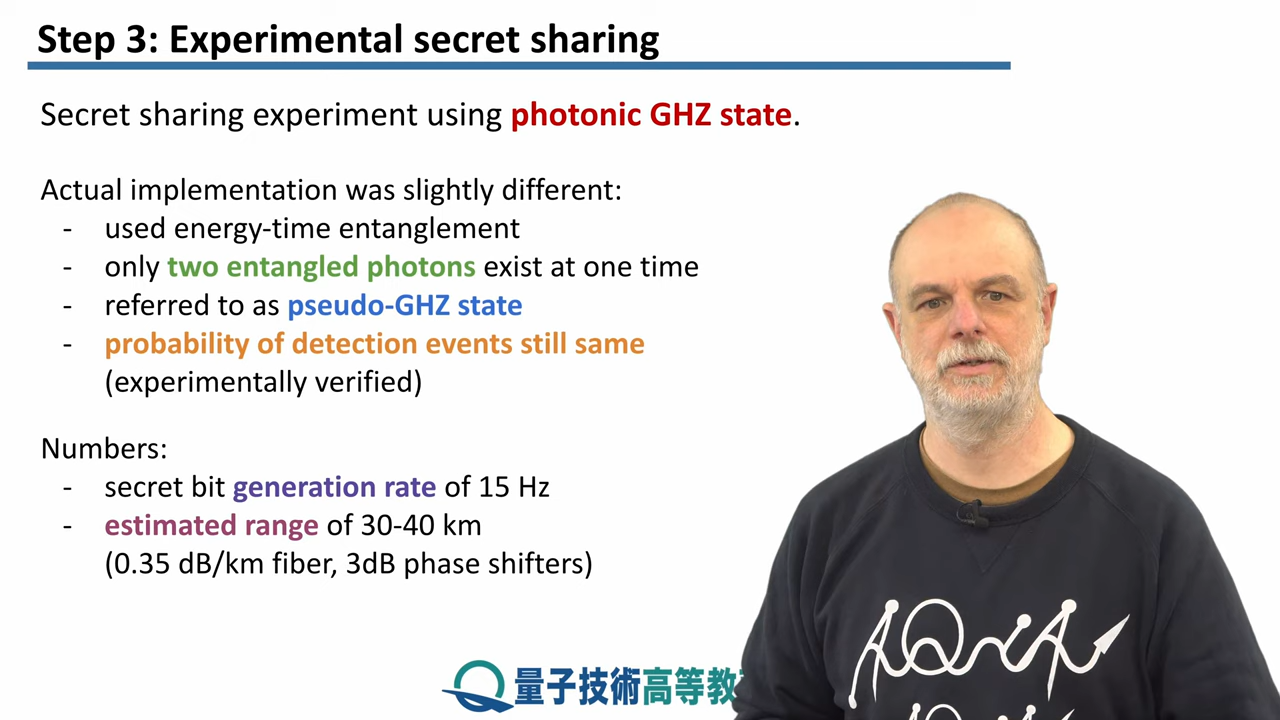 Step 3: Experimental secret sharing
Secret sharing experiment using photonic GHZ state.
Actual implementation was slightly different:
- used energy-time entanglement
- only two entangled photons exist at one time
- referred to as pseudo-GHZ state
- probability of detection events still same
(experimentally verified)
Numbers:
- secret bit generation rate of 15 Hz
- estimated range of 30-40 km
(0.35 dB/km fiber, 3dB phase shifters)
量子技術高等教